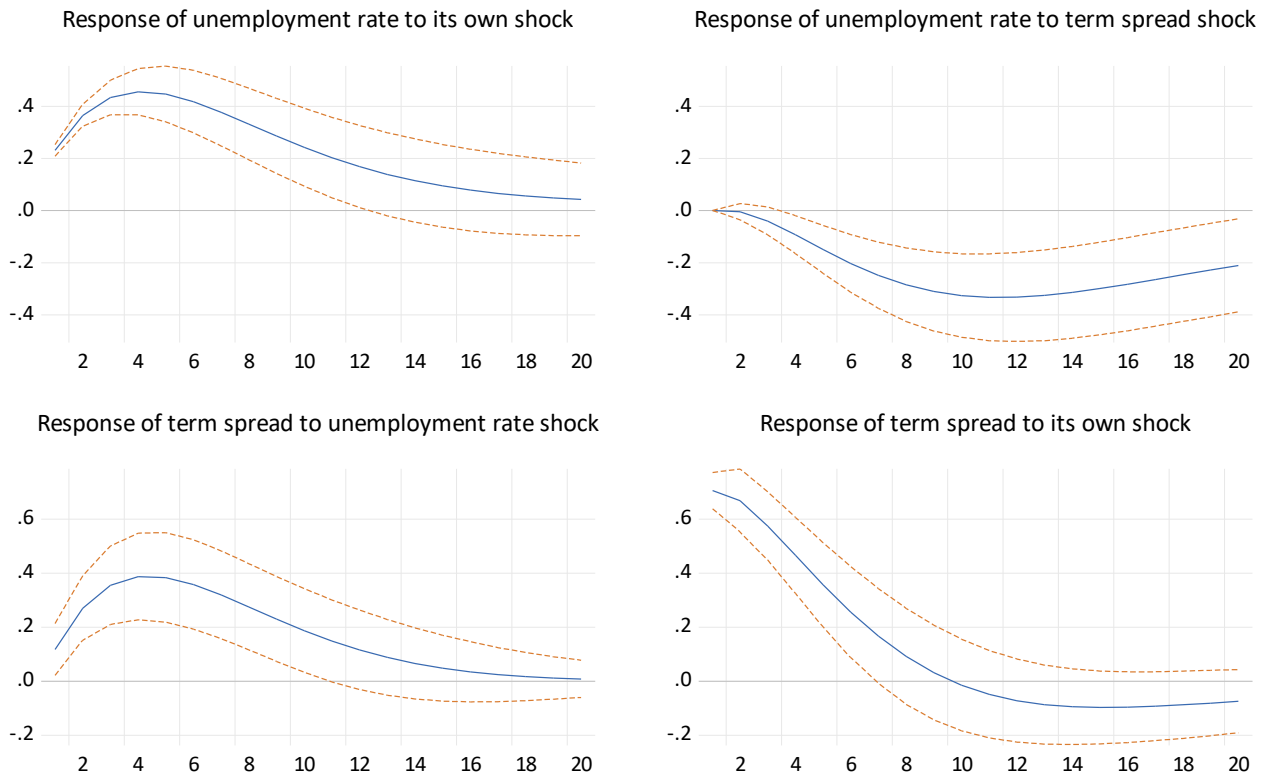 Response of unemployment rate to its own shock
.4
.2
.0
-.2
-.4
2 4 6 8 10 12 14 16 18 20
Response of unemployment rate to term spread shock
.4
.2
.0
-.2
-.4
2 4 6 8 10 12 14 16 18 20
Response of term spread to unemployment rate shock
.6
.4
.2
.0
-.2
2 4 6 8 10 12 14 16 18 20
Response of term spread to its own shock
.6
.4
.2
.0
-.2
2 4 6 8 10 12 14 16 18 20